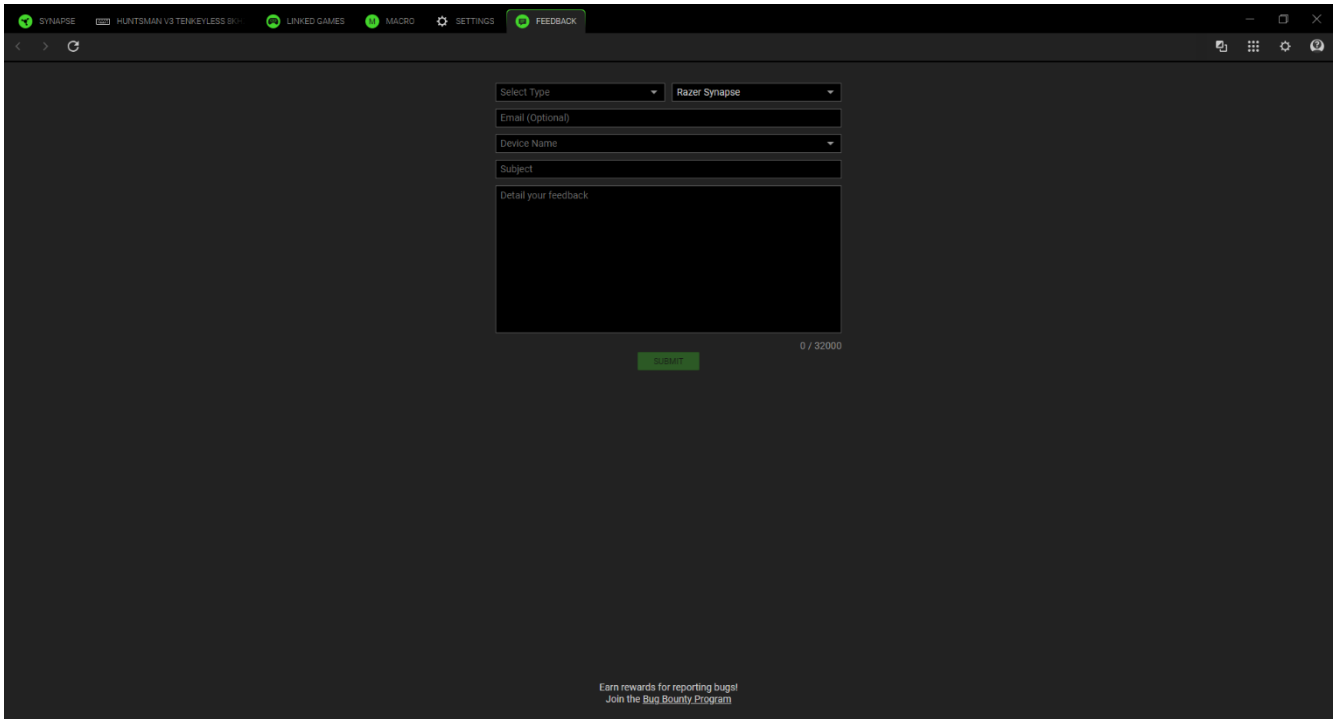 SYNAPSE HUNTSMAN V3 TENKEYLESS LINKED GAMES M MACRO SETTINGS FEEDBACK
Select Type Razer Synapse
Email (Optional)
Device Name
Subject
Detail your feedback
0 / 32000
SUBMIT
Earn rewards for reporting bugs!
Join the Bug Bounty Program